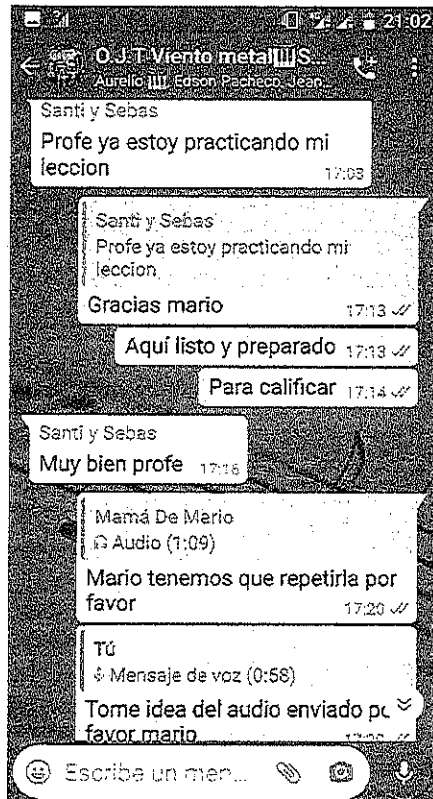 21:02
O.J.T Viento metal
Aurelio Edson Pacheco, Jean
Santi y Sebas
Profe ya estoy practicando mi
leccion
17:03
Santi y Sebas
Profe ya estoy practicando mi
leccion
Gracias mario
17:13
Aquí listo y preparado 17:13
Para calificar 17:14
Santi y Sebas
Muy bien profe 17:16
Mamá De Mario
Audio (1:09)
Mario tenemos que repetirla por
favor
17:20
Tú
Mensaje de voz (0:58)
Tome idea del audio enviado
favor mario
Escribe un men...